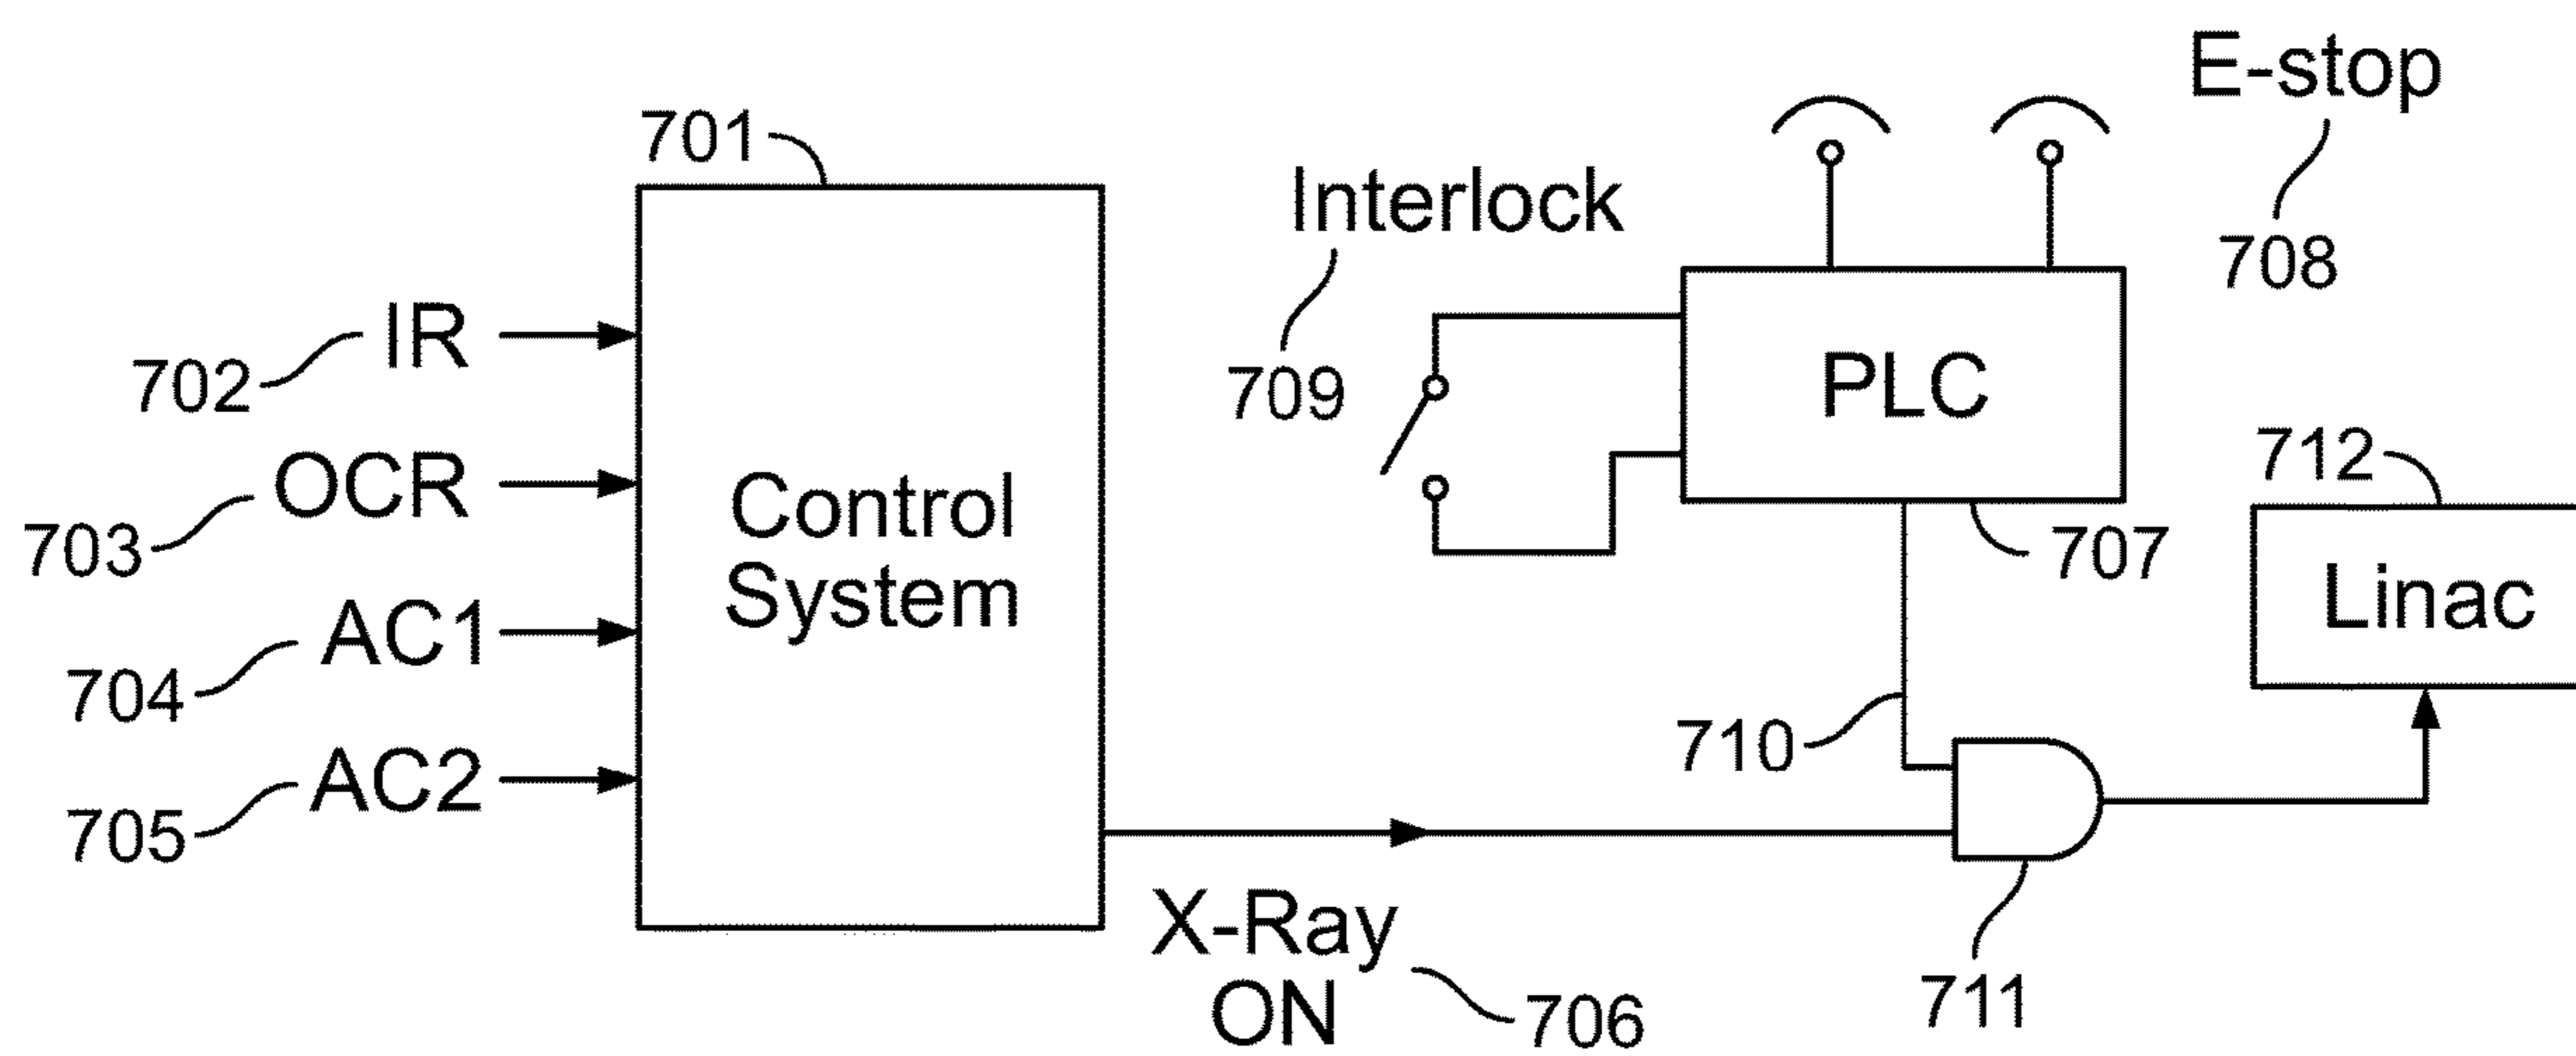 E-stop
701
Interlock
708
IR
702
PLC
709
OCR
712
Control
System
703
707
Linac
AC1
704
710
AC2
705
X-Ray
ON
711
706